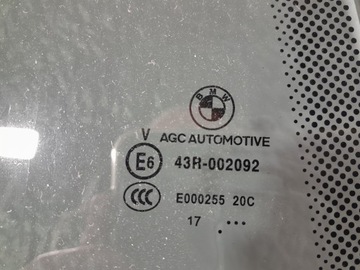 BMW
V AGC AUTOMOTIVE
E6 43R-002092
CCC E000255 20C
17 . ...